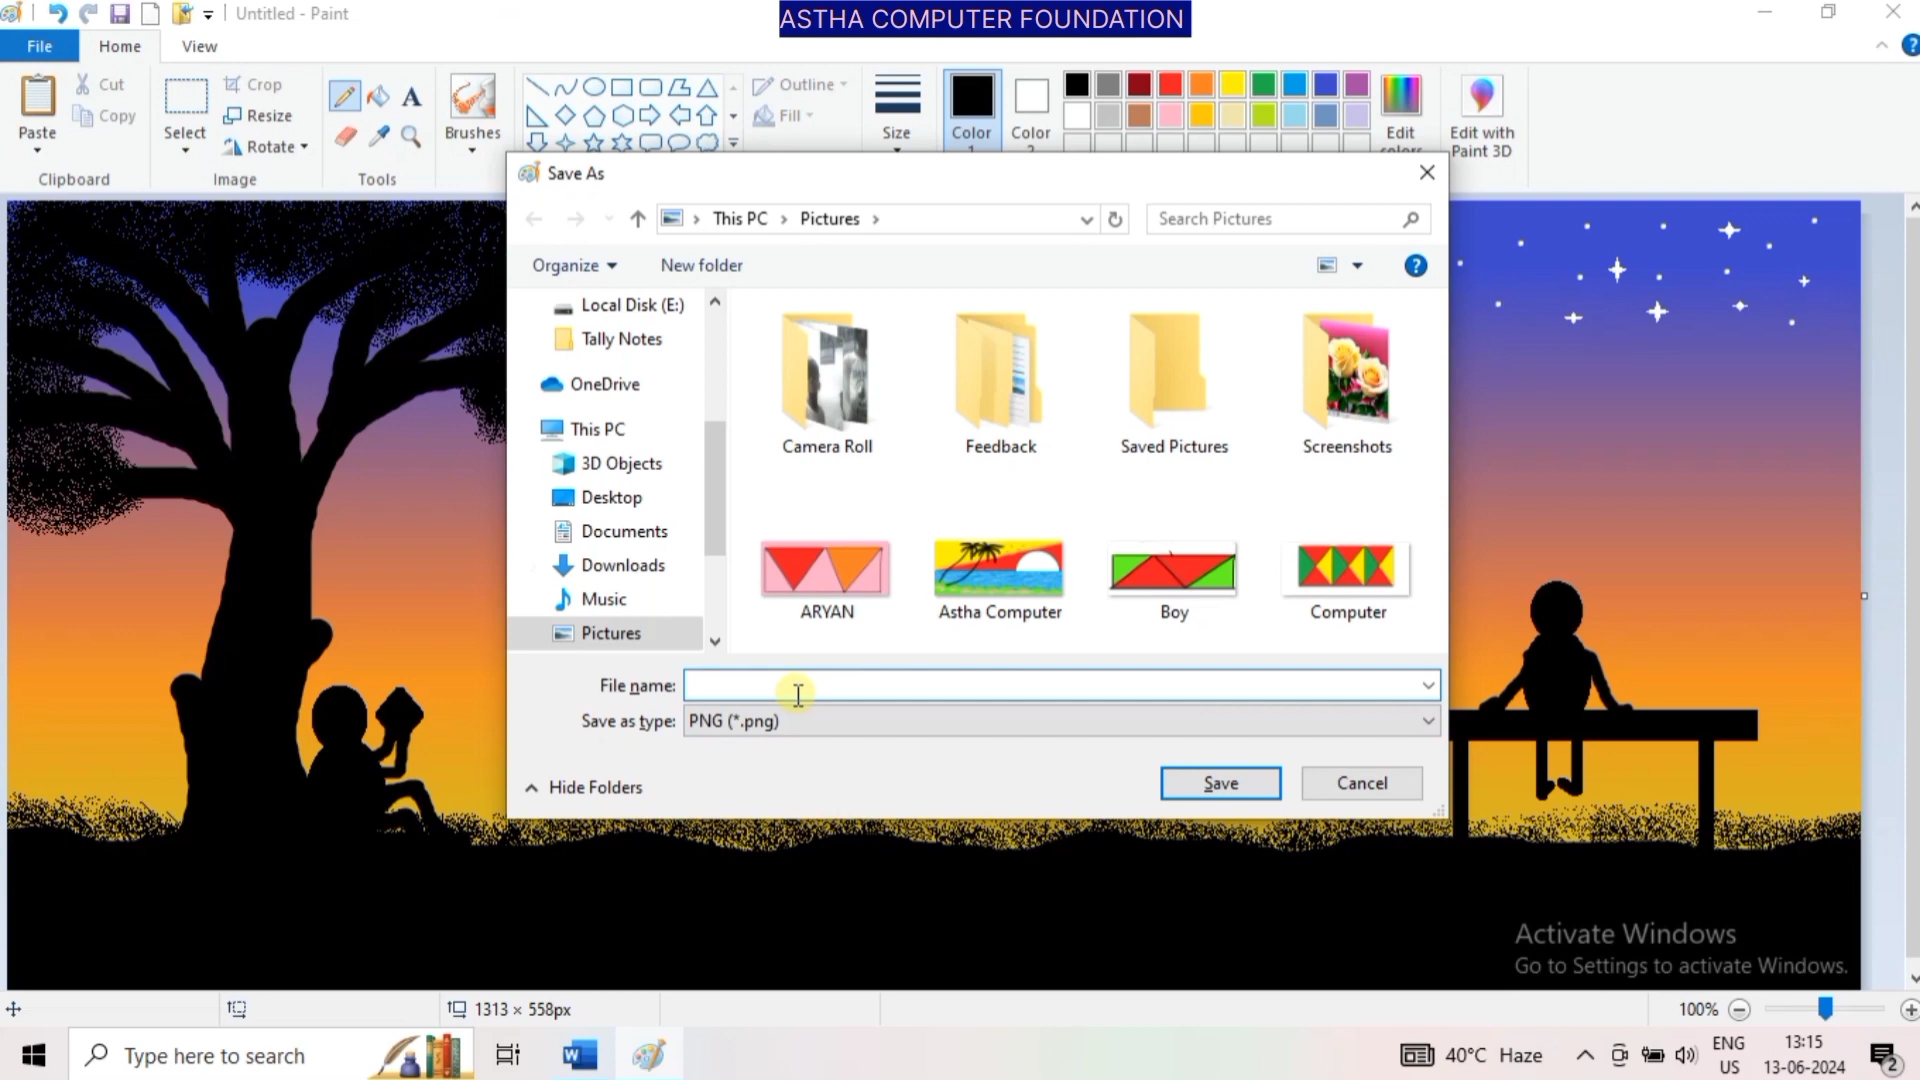 Untitled - Paint
ASTHA COMPUTER FOUNDATION
File
Home
View
Paste
Cut
Copy
Clipboard
Select
Crop
Resize
Rotate
Image
Tools
Brushes
Outline
Fill
Size
Color
1
Color
2
Edit
colors
Edit with
Paint 3D
Save As
This PC
Pictures
Search Pictures
Organize
New folder
Local Disk (E:)
Tally Notes
OneDrive
This PC
3D Objects
Desktop
Documents
Downloads
Music
Pictures
Camera Roll
Feedback
Saved Pictures
Screenshots
ARYAN
Astha Computer
Boy
Computer
File name:
Save as type:
PNG (*.png)
Hide Folders
Save
Cancel
Activate Windows
Go to Settings to activate Windows.
1313 × 558px
100%
Type here to search
40°C Haze
ENG
US
13:15
13-06-2024
2